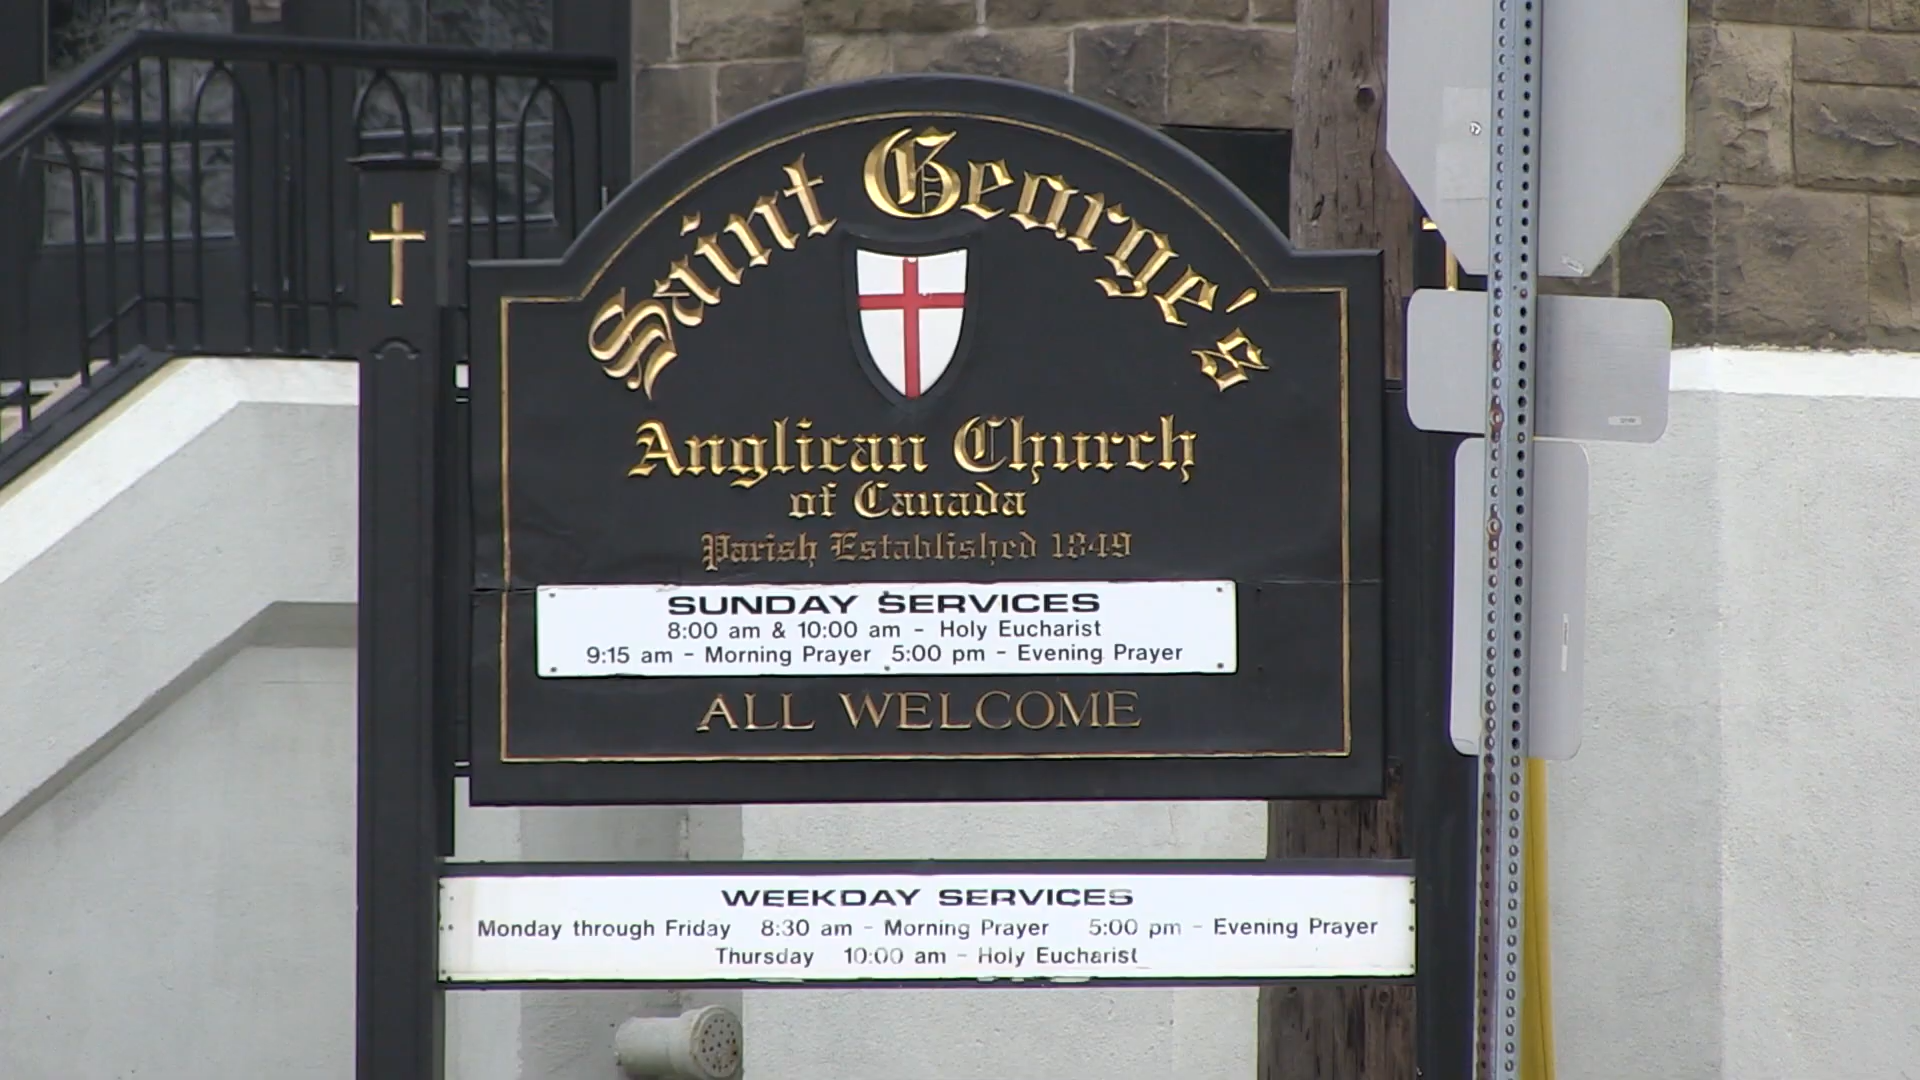 Saint George's
Anglican Church
of Canada
Parish Established 1849
SUNDAY SERVICES
8:00 am & 10:00 am - Holy Eucharist
9:15 am - Morning Prayer 5:00 pm - Evening Prayer
ALL WELCOME
WEEKDAY SERVICES
Monday through Friday 8:30 am - Morning Prayer 5:00 pm - Evening Prayer
Thursday 10:00 am - Holy Eucharist